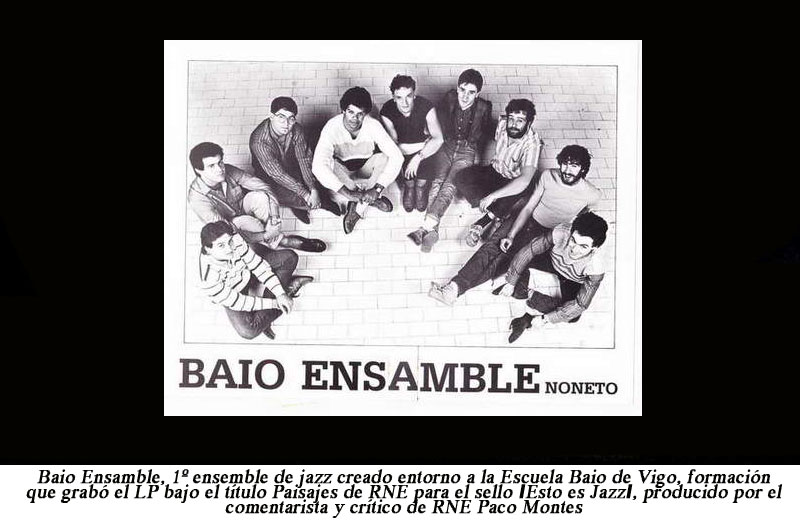 BAIO ENSAMBLE NONETO
Baio Ensamble, 1º ensemble de jazz creado entorno a la Escuela Baio de Vigo, formación
que grabó el LP bajo el título Paisajes de RNE para el sello |Esto es Jazz|, producido por el
comentarista y crítico de RNE Paco Montes